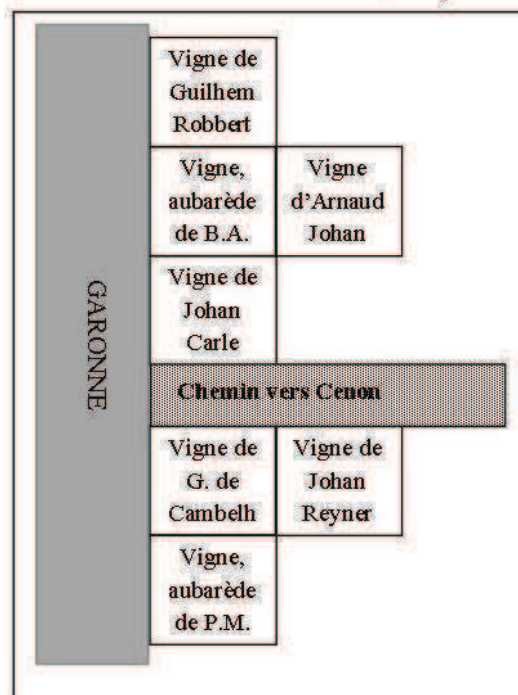 GARONNE
Vigne de
Guilhem
Robbert
Vigne,
aubarède
de B.A.
Vigne
d'Arnaud
Johan
Vigne de
Johan
Carle
Chemin vers Cenon
Vigne de
G. de
Cambelh
Vigne de
Johan
Reyner
Vigne,
aubarède
de P.M.